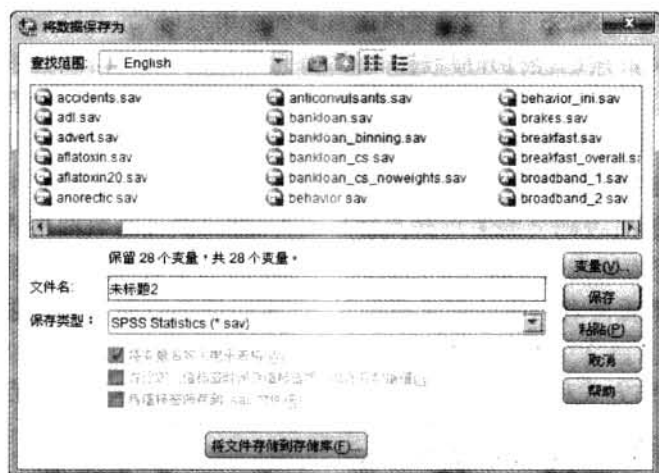 将数据保存为
查找范围: English
accidents.sav
adl.sav
advert.sav
aflatoxin.sav
aflatoxin20.sav
anorectic.sav
anticonvulsants.sav
bankloan.sav
bankloan_binning.sav
bankloan_cs.sav
bankloan_cs_noweights.sav
behavior.sav
behavior_ini.sav
brakes.sav
breakfast.sav
breakfast_overall.sa
broadband_1.sav
broadband_2.sav
保留 28 个变量，共 28 个变量。
变量(V)...
文件名: 未标题2
保存
保存类型： SPSS Statistics (*.sav)
粘贴(P)
取消
帮助
将文件存储到存储库(F)...